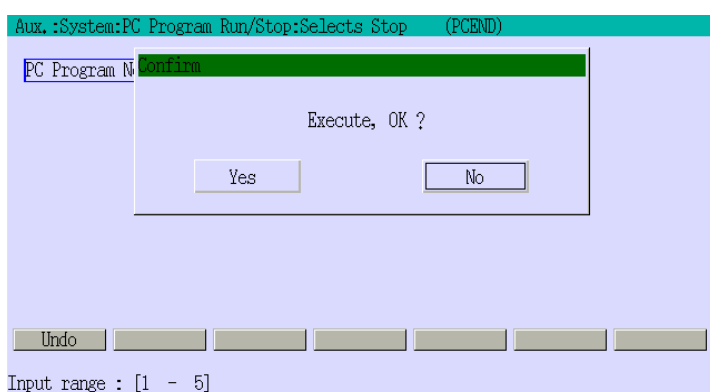 Aux.:System:PC Program Run/Stop:Selects Stop (PCEND)
PC Program
Confirm
Execute, OK ?
Yes No
Undo
Input range : [1 - 5]